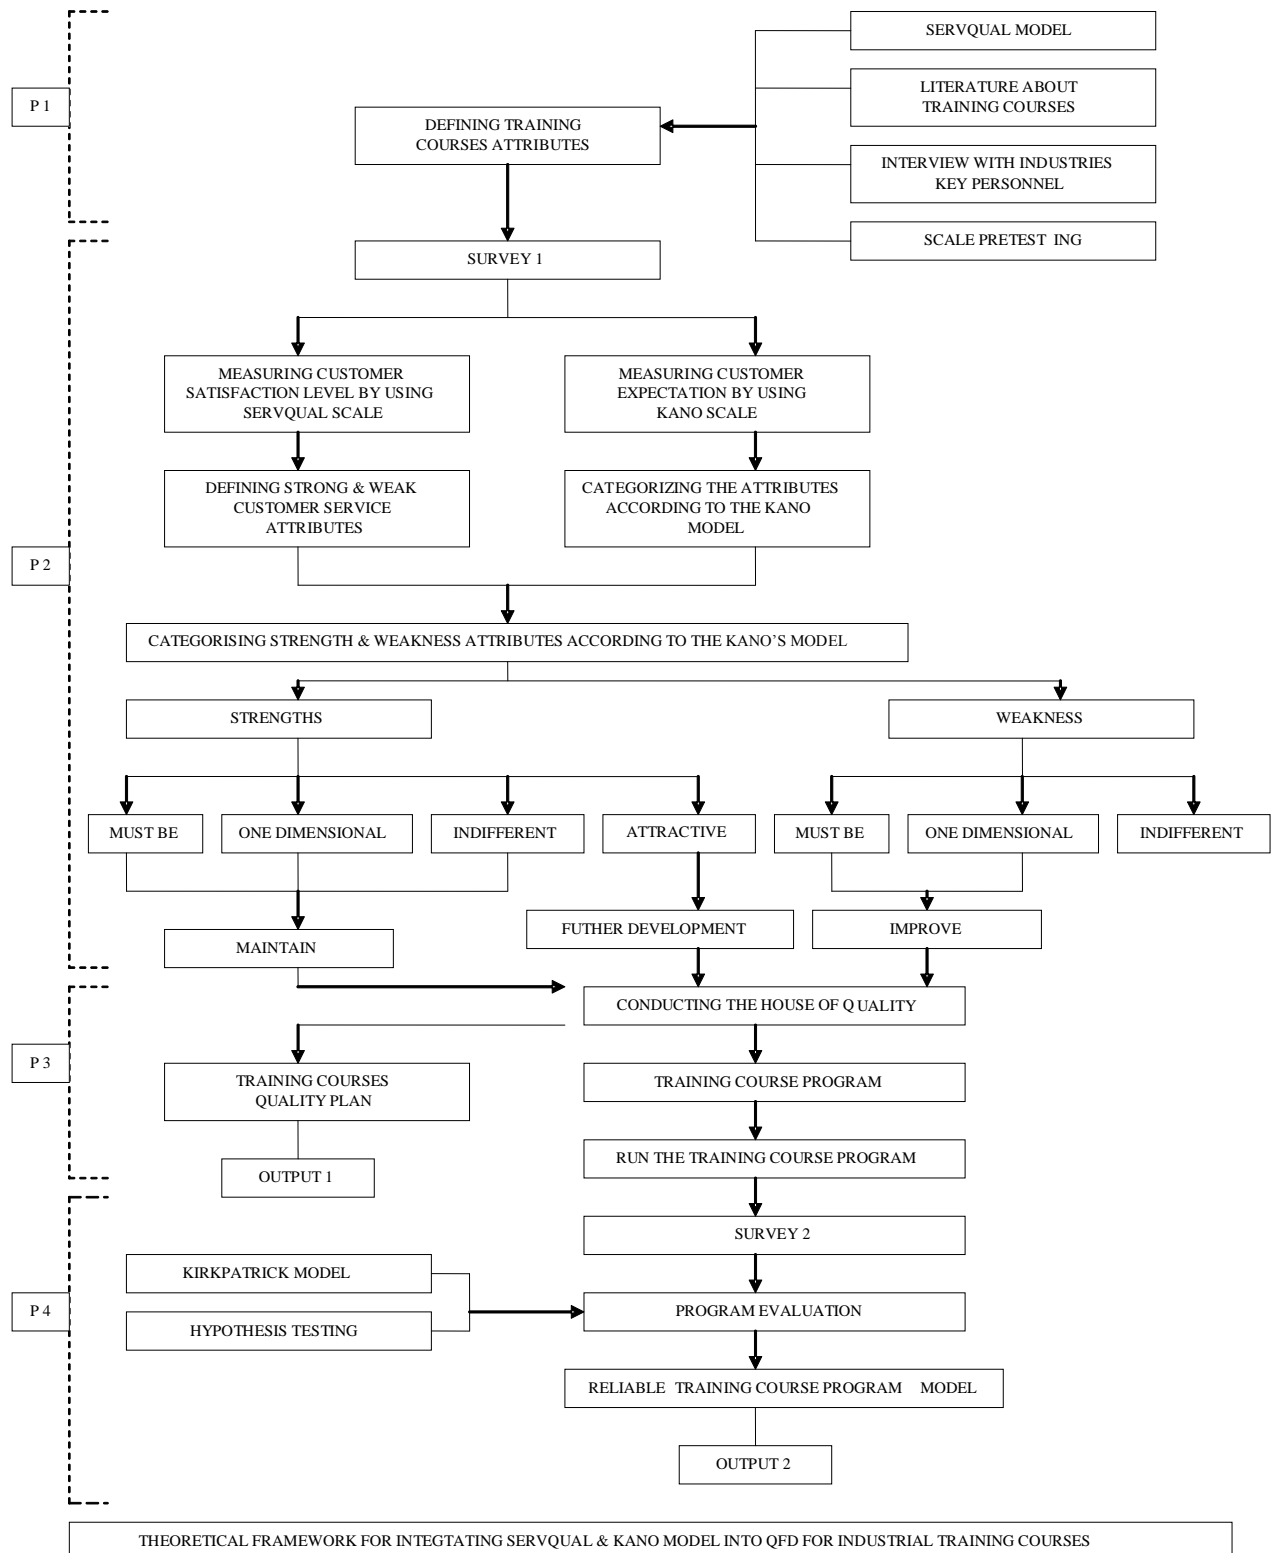 SERVQUAL MODEL
P 1
LITERATURE ABOUT
TRAINING COURSES
DEFINING TRAINING
COURSES ATTRIBUTES
INTERVIEW WITH INDUSTRIES
KEY PERSONNEL
SCALE PRETEST ING
SURVEY 1
MEASURING CUSTOMER
SATISFACTION LEVEL BY USING
SERVQUAL SCALE
MEASURING CUSTOMER
EXPECTATION BY USING
KANO SCALE
DEFINING STRONG & WEAK
CUSTOMER SERVICE
ATTRIBUTES
CATEGORIZING THE ATTRIBUTES
ACCORDING TO THE KANO
MODEL
P 2
CATEGORISING STRENGTH & WEAKNESS ATTRIBUTES ACCORDING TO THE KANO'S MODEL
STRENGTHS
WEAKNESS
MUST BE
ONE DIMENSIONAL
INDIFFERENT
ATTRACTIVE
MUST BE
ONE DIMENSIONAL
INDIFFERENT
FUTHER DEVELOPMENT
IMPROVE
MAINTAIN
CONDUCTING THE HOUSE OF QUALITY
P 3
TRAINING COURSES
QUALITY PLAN
TRAINING COURSE PROGRAM
RUN THE TRAINING COURSE PROGRAM
OUTPUT 1
SURVEY 2
KIRKPATRICK MODEL
P 4
PROGRAM EVALUATION
HYPOTHESIS TESTING
RELIABLE TRAINING COURSE PROGRAM MODEL
OUTPUT 2
THEORETICAL FRAMEWORK FOR INTEGTATING SERVQUAL & KANO MODEL INTO QFD FOR INDUSTRIAL TRAINING COURSES